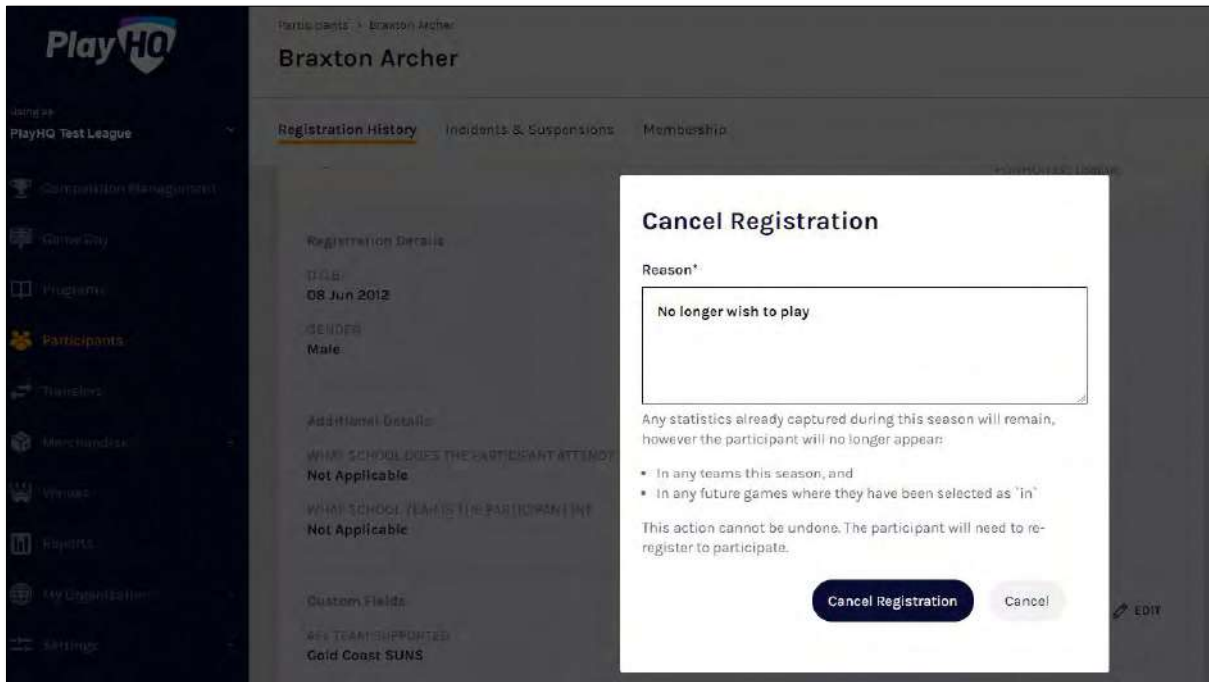 PlayHQ
Using as
PlayHQ Test League
Competition Management
Game Day
Programs
Participants
Transfers
Merchandise
Venues
Reports
My Organisation
Settings
Participants > Braxton Archer
Braxton Archer
Registration History
Incidents & Suspensions
Membership
Registration Details
D.O.B
08 Jun 2012
GENDER
Male
Additional Details
WHAT SCHOOL DOES THE PARTICIPANT ATTEND?
Not Applicable
WHAT SCHOOL YEAR IS THE PARTICIPANT IN?
Not Applicable
Custom Fields
AFL TEAM SUPPORTED
Gold Coast SUNS
EDIT
Cancel Registration
Reason*
No longer wish to play
Any statistics already captured during this season will remain,
however the participant will no longer appear:
• In any teams this season, and
• In any future games where they have been selected as `in`
This action cannot be undone. The participant will need to re-
register to participate.
Cancel Registration
Cancel